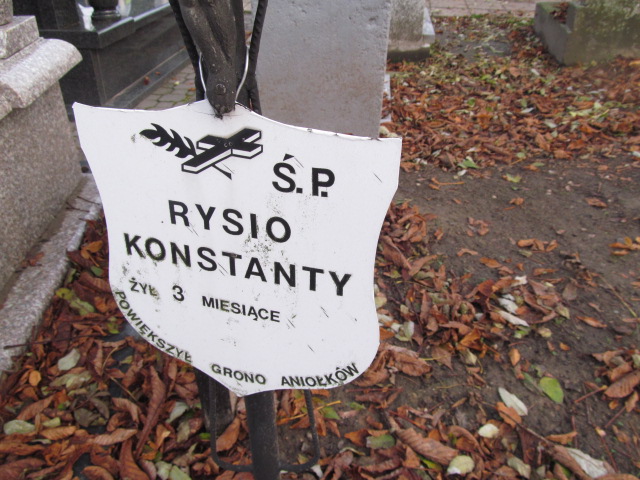 Ś.P.
RYSIO
KONSTANTY
ŻYŁ 3 MIESIĄCE
POWIĘKSZYŁ GRONO ANIOŁKÓW